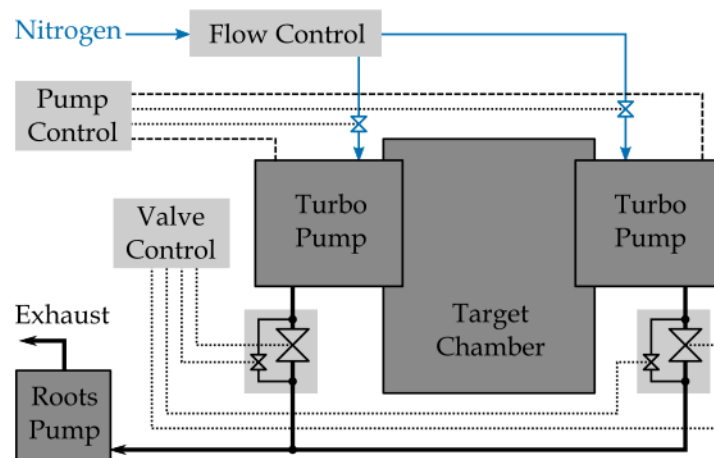 Nitrogen
Flow Control
Pump
Control
Turbo
Pump
Turbo
Pump
Valve
Control
Target
Chamber
Exhaust
Roots
Pump